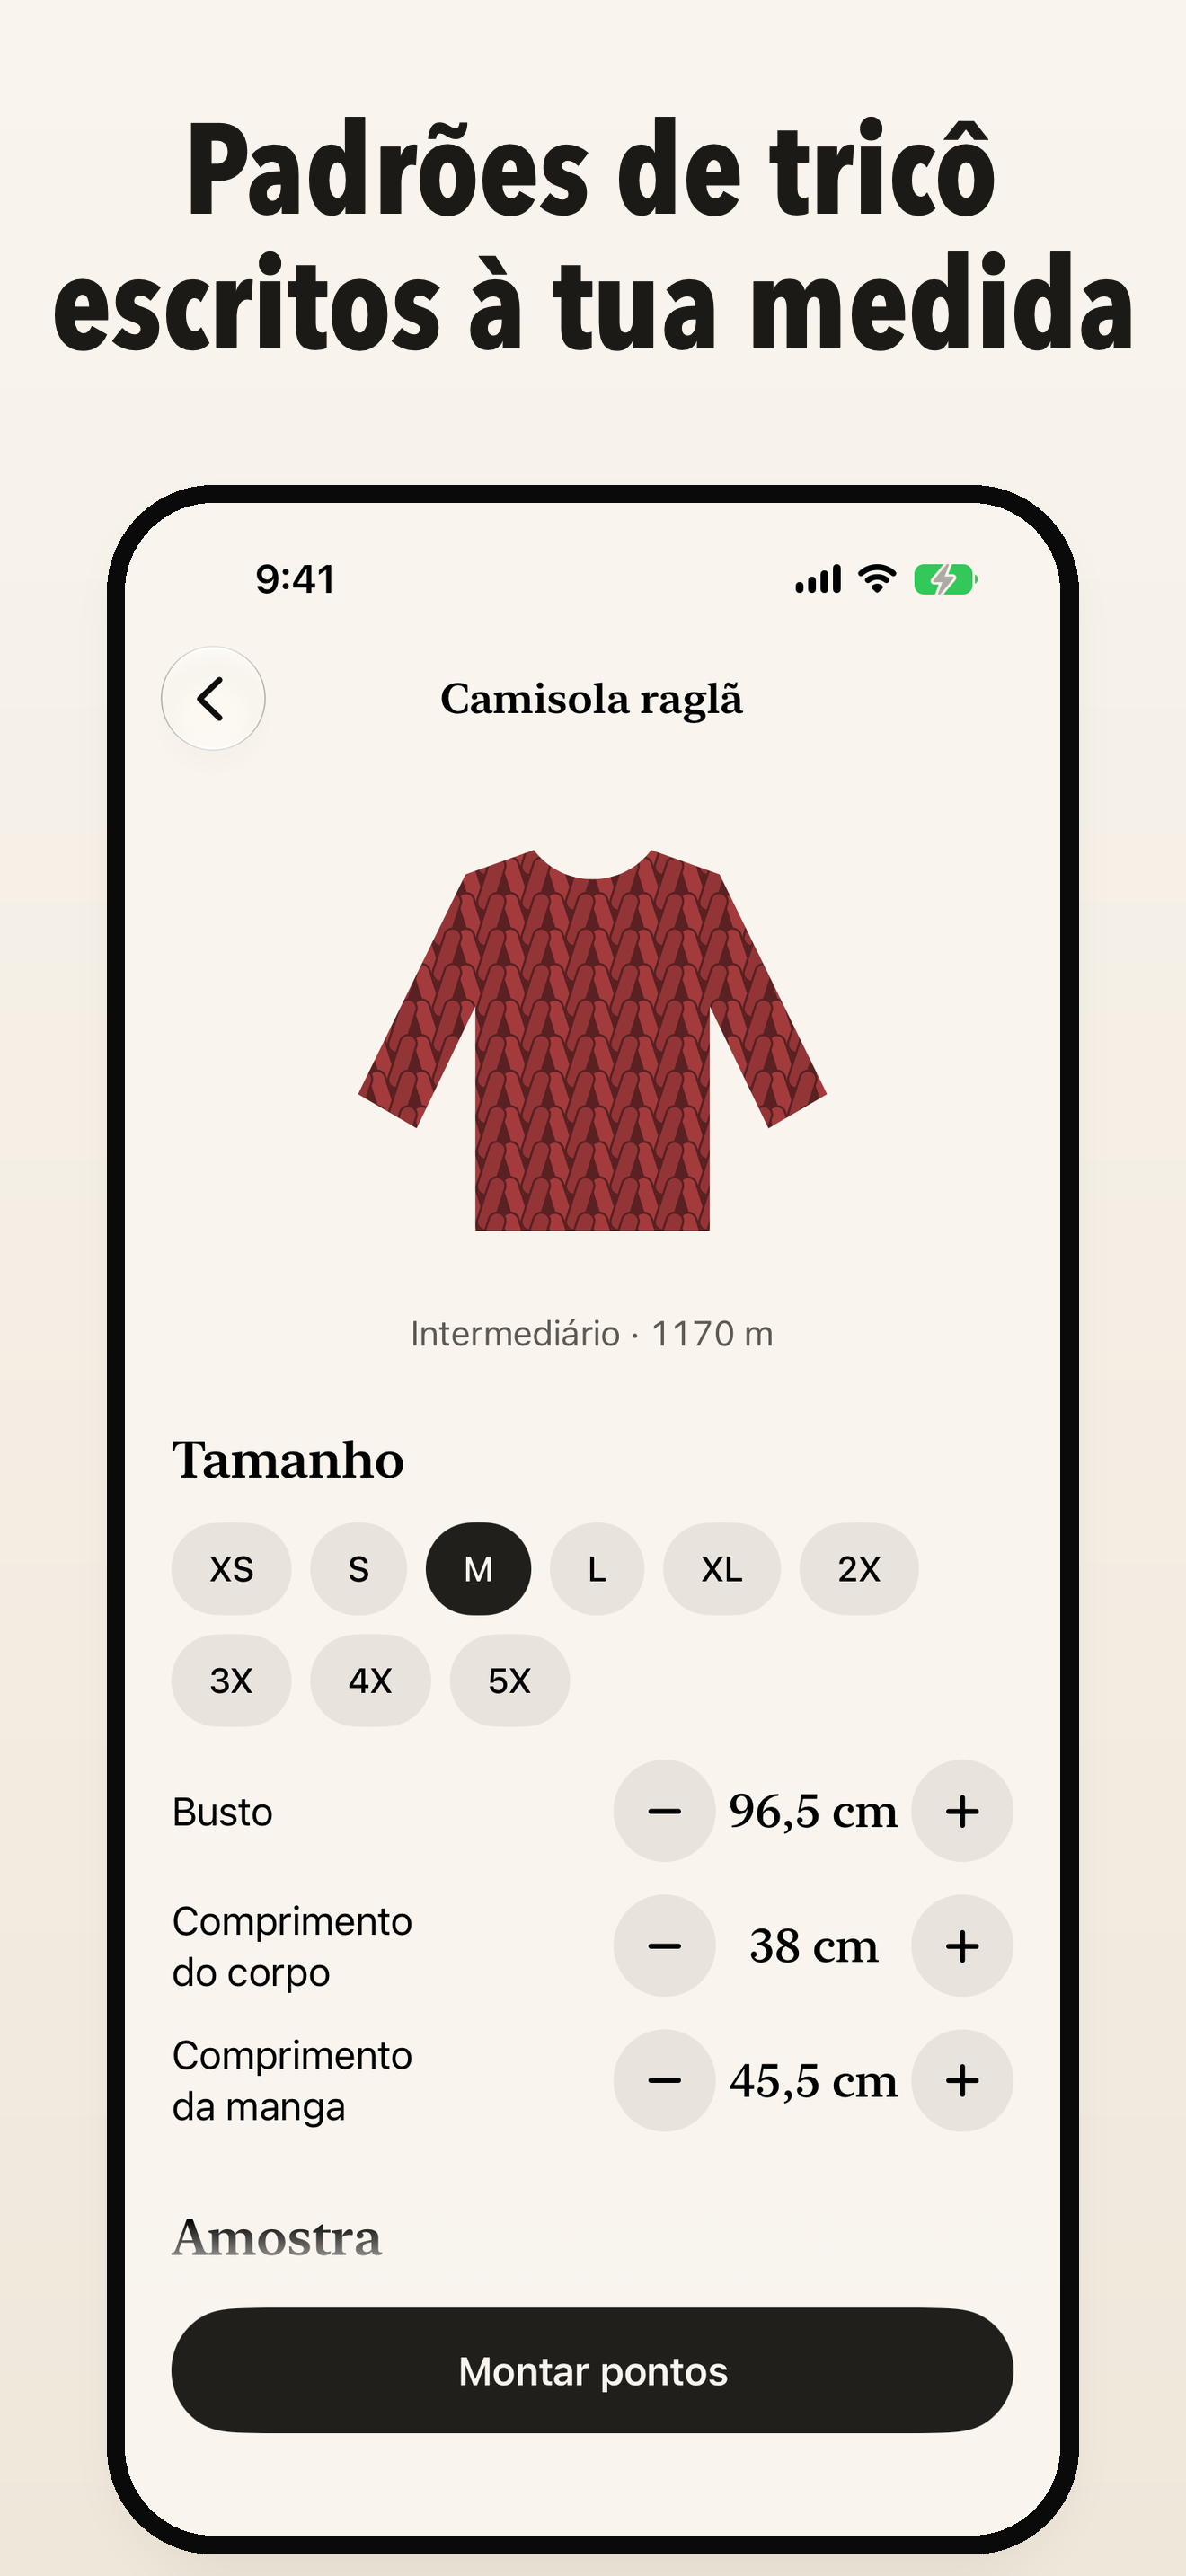 Padrões de tricô
escritos à tua medida
9:41
Camisola raglã
Intermediário · 1170 m
Tamanho
XS S M L XL 2X
3X 4X 5X
Busto
96,5 cm
Comprimento
do corpo
38 cm
Comprimento
da manga
45,5 cm
Amostra
Montar pontos